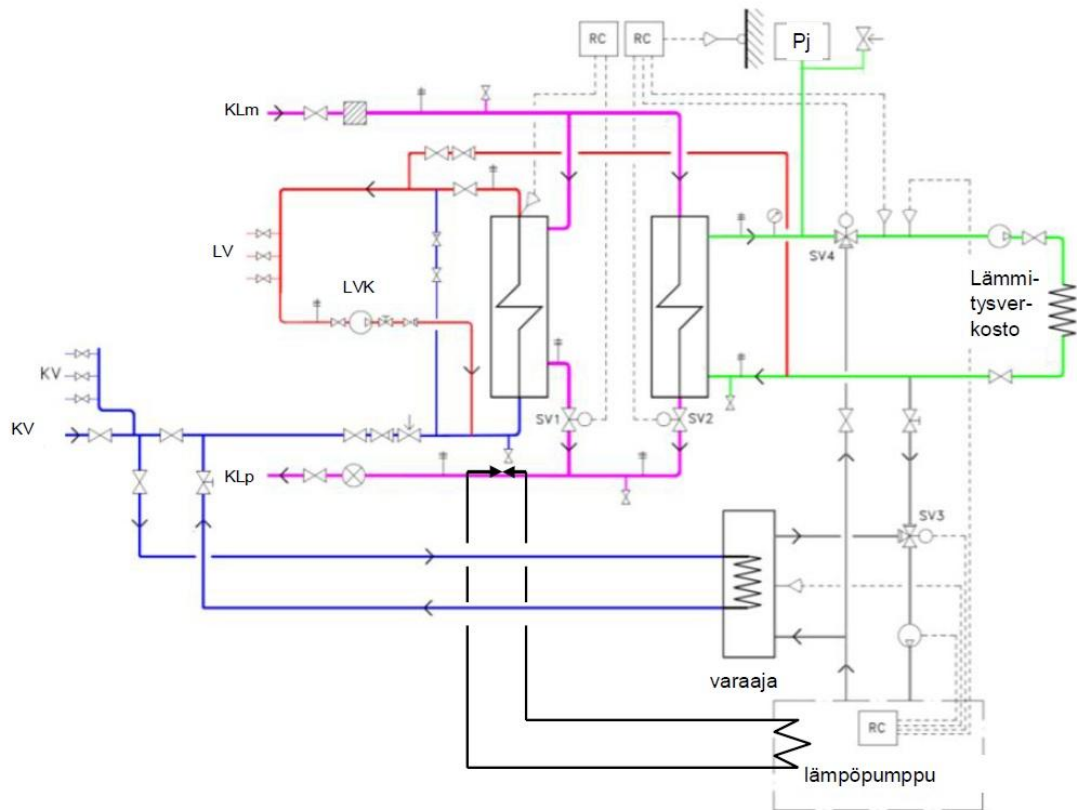 RC
RC
Pj
KLm
LV
LVK
SV4
Lämmi-
tysver-
kosto
KV
KV
SV1
SV2
KLp
SV3
varaaja
RC
lämpöpumppu